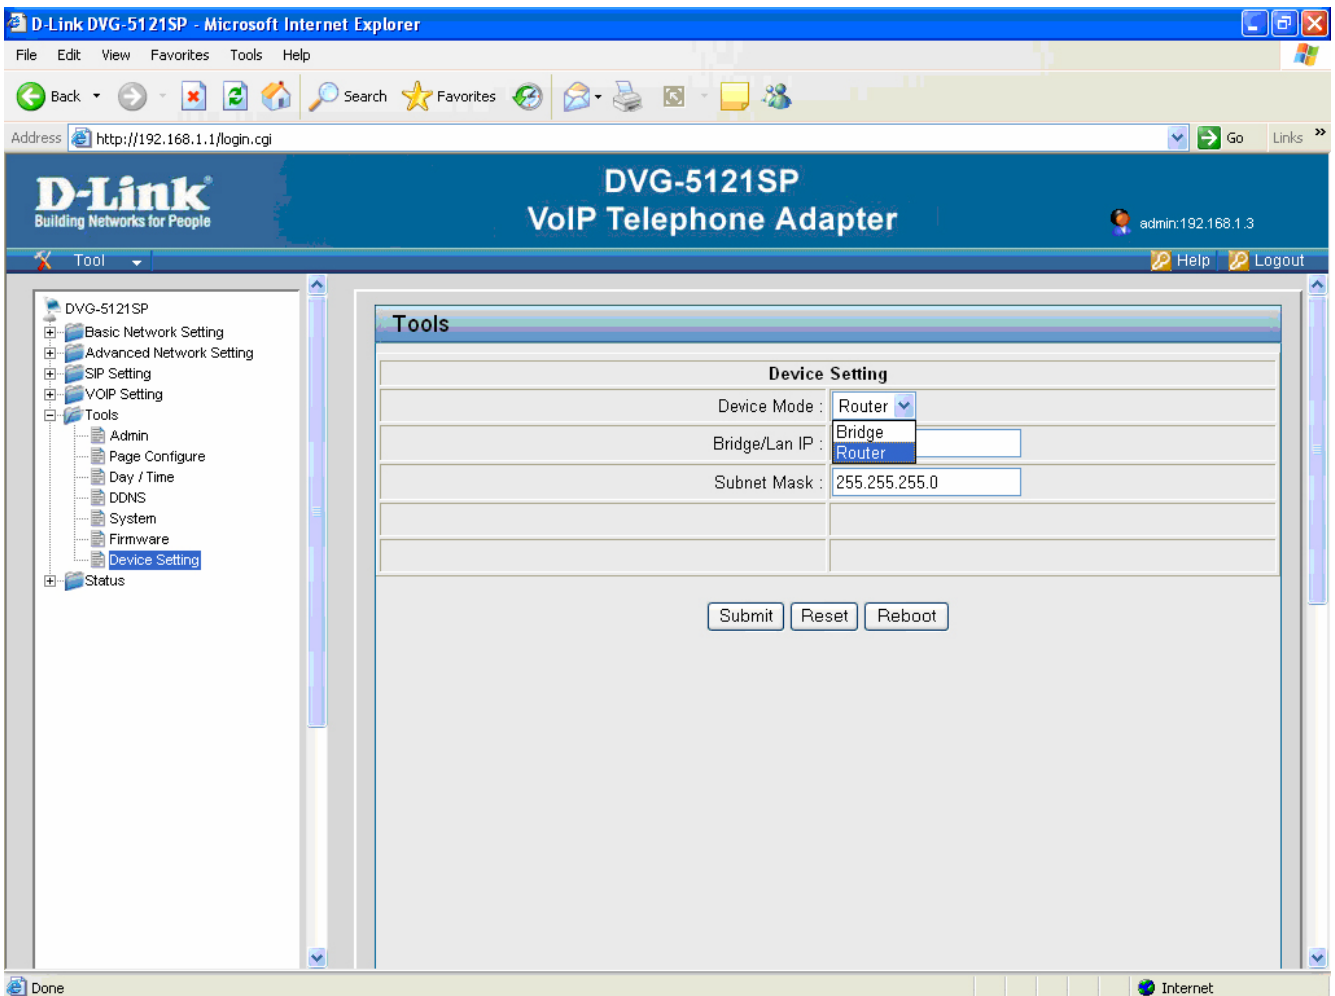 D-Link DVG-5121SP - Microsoft Internet Explorer
File Edit View Favorites Tools Help
Back Search Favorites
Address http://192.168.1.1/login.cgi Go Links »
D-Link
Building Networks for People
DVG-5121SP
VoIP Telephone Adapter
admin:192.168.1.3
Tool Help Logout
DVG-5121SP
Basic Network Setting
Advanced Network Setting
SIP Setting
VOIP Setting
Tools
Admin
Page Configure
Day / Time
DDNS
System
Firmware
Device Setting
Status
Tools
Device Setting
Device Mode : Router
Bridge
Router
Bridge/Lan IP :
Subnet Mask : 255.255.255.0
Submit Reset Reboot
Done Internet